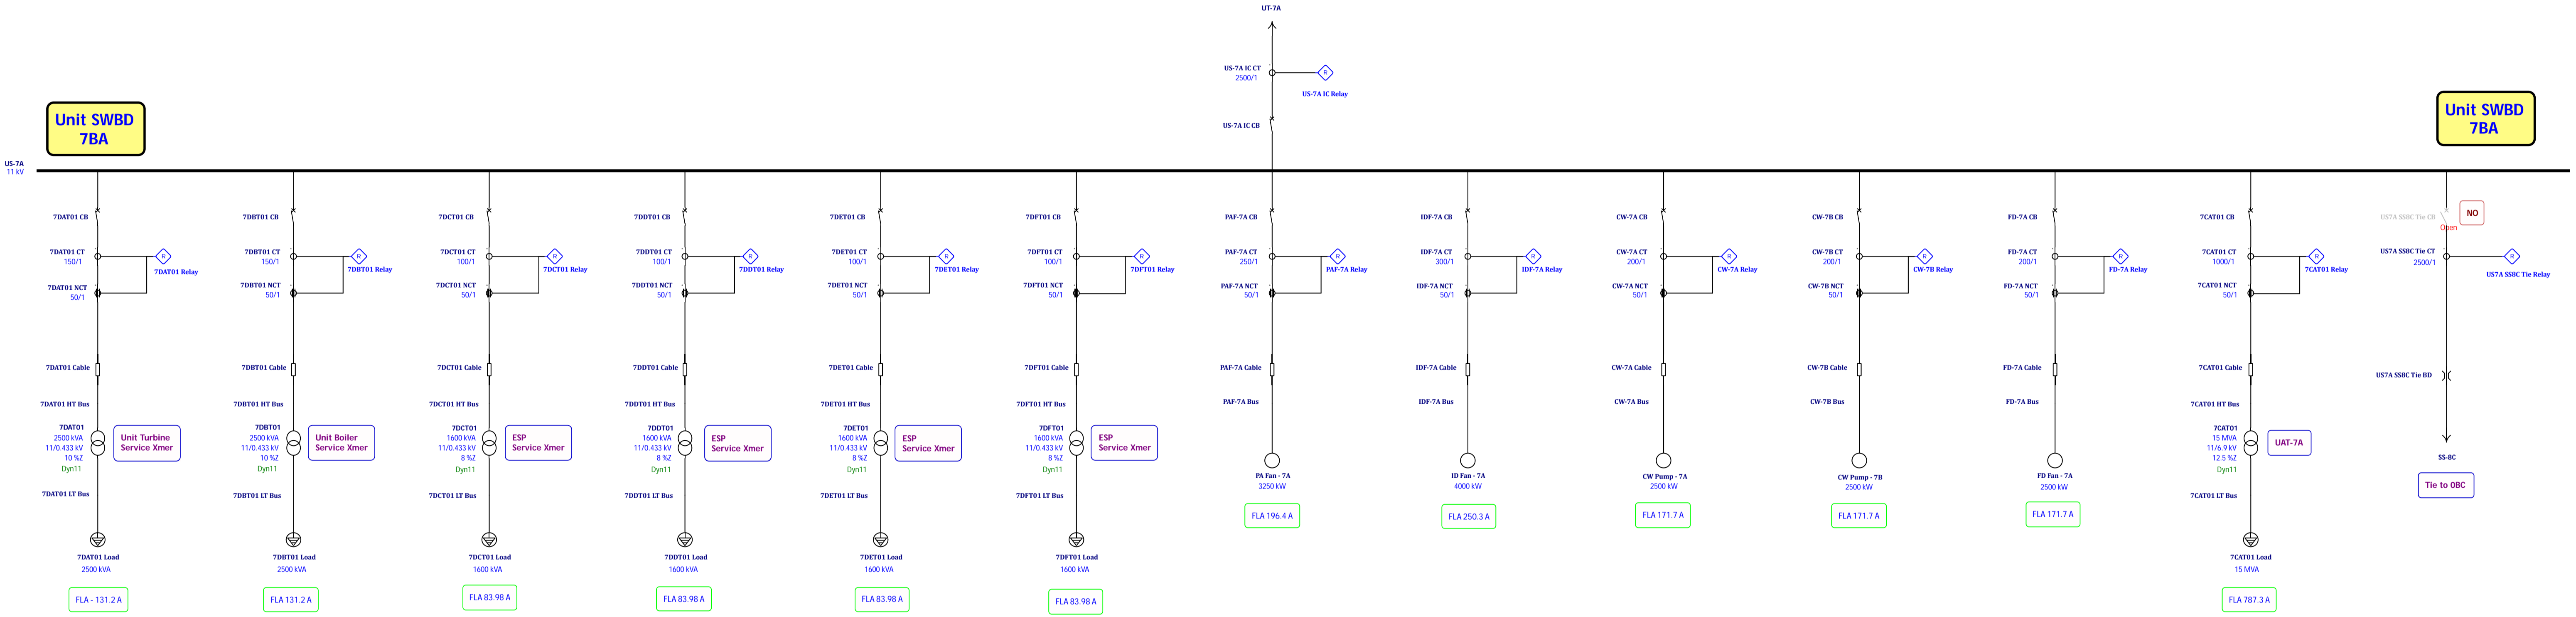 UT-7A
US-7A IC CT
2500/1
R
US-7A IC Relay
US-7A IC CB
Unit SWBD
7BA
Unit SWBD
7BA
US-7A
11 kV
7DAT01 CB
7DAT01 CT
150/1
R
7DAT01 Relay
7DAT01 NCT
50/1
7DAT01 Cable
7DAT01 HT Bus
7DAT01
2500 kVA
11/0.433 kV
10 %Z
Dyn11
Unit Turbine
Service Xmer
7DAT01 LT Bus
7DAT01 Load
2500 kVA
FLA - 131.2 A
7DBT01 CB
7DBT01 CT
150/1
R
7DBT01 Relay
7DBT01 NCT
50/1
7DBT01 Cable
7DBT01 HT Bus
7DBT01
2500 kVA
11/0.433 kV
10 %Z
Dyn11
Unit Boiler
Service Xmer
7DBT01 LT Bus
7DBT01 Load
2500 kVA
FLA 131.2 A
7DCT01 CB
7DCT01 CT
100/1
R
7DCT01 Relay
7DCT01 NCT
50/1
7DCT01 Cable
7DCT01 HT Bus
7DCT01
1600 kVA
11/0.433 kV
8 %Z
Dyn11
ESP
Service Xmer
7DCT01 LT Bus
7DCT01 Load
1600 kVA
FLA 83.98 A
7DDT01 CB
7DDT01 CT
100/1
R
7DDT01 Relay
7DDT01 NCT
50/1
7DDT01 Cable
7DDT01 HT Bus
7DDT01
1600 kVA
11/0.433 kV
8 %Z
Dyn11
ESP
Service Xmer
7DDT01 LT Bus
7DDT01 Load
1600 kVA
FLA 83.98 A
7DET01 CB
7DET01 CT
100/1
R
7DET01 Relay
7DET01 NCT
50/1
7DET01 Cable
7DET01 HT Bus
7DET01
1600 kVA
11/0.433 kV
8 %Z
Dyn11
ESP
Service Xmer
7DET01 LT Bus
7DET01 Load
1600 kVA
FLA 83.98 A
7DFT01 CB
7DFT01 CT
100/1
R
7DFT01 Relay
7DFT01 NCT
50/1
7DFT01 Cable
7DFT01 HT Bus
7DFT01
1600 kVA
11/0.433 kV
8 %Z
Dyn11
ESP
Service Xmer
7DFT01 LT Bus
7DFT01 Load
1600 kVA
FLA 83.98 A
PAF-7A CB
PAF-7A CT
250/1
R
PAF-7A Relay
PAF-7A NCT
50/1
PAF-7A Cable
PAF-7A Bus
PA Fan - 7A
3250 kW
FLA 196.4 A
IDF-7A CB
IDF-7A CT
300/1
R
IDF-7A Relay
IDF-7A NCT
50/1
IDF-7A Cable
IDF-7A Bus
ID Fan - 7A
4000 kW
FLA 250.3 A
CW-7A CB
CW-7A CT
200/1
R
CW-7A Relay
CW-7A NCT
50/1
CW-7A Cable
CW-7A Bus
CW Pump - 7A
2500 kW
FLA 171.7 A
CW-7B CB
CW-7B CT
200/1
R
CW-7B Relay
CW-7B NCT
50/1
CW-7B Cable
CW-7B Bus
CW Pump - 7B
2500 kW
FLA 171.7 A
FD-7A CB
FD-7A CT
200/1
R
FD-7A Relay
FD-7A NCT
50/1
FD-7A Cable
FD-7A Bus
FD Fan - 7A
2500 kW
FLA 171.7 A
7CAT01 CB
7CAT01 CT
1000/1
R
7CAT01 Relay
7CAT01 NCT
50/1
7CAT01 Cable
7CAT01 HT Bus
7CAT01
15 MVA
11/6.9 kV
12.5 %Z
Dyn11
UAT-7A
7CAT01 LT Bus
7CAT01 Load
15 MVA
FLA 787.3 A
US7A SS8C Tie CB
NO
Open
US7A SS8C Tie CT
2500/1
R
US7A SS8C Tie Relay
US7A SS8C Tie BD
SS-8C
Tie to 0BC